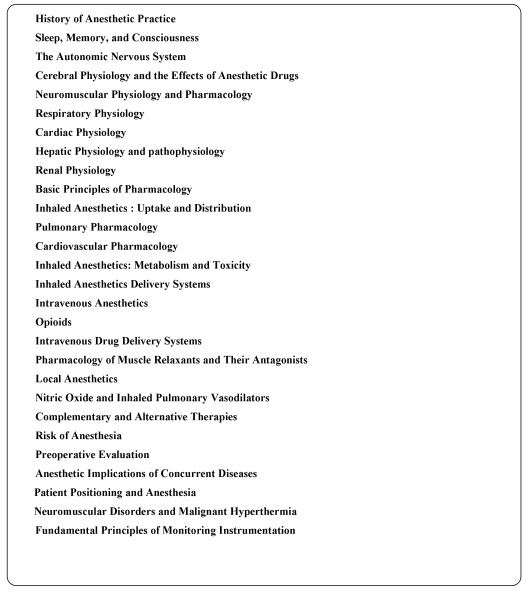 History of Anesthetic Practice
Sleep, Memory, and Consciousness
The Autonomic Nervous System
Cerebral Physiology and the Effects of Anesthetic Drugs
Neuromuscular Physiology and Pharmacology
Respiratory Physiology
Cardiac Physiology
Hepatic Physiology and pathophysiology
Renal Physiology
Basic Principles of Pharmacology
Inhaled Anesthetics : Uptake and Distribution
Pulmonary Pharmacology
Cardiovascular Pharmacology
Inhaled Anesthetics: Metabolism and Toxicity
Inhaled Anesthetics Delivery Systems
Intravenous Anesthetics
Opioids
Intravenous Drug Delivery Systems
Pharmacology of Muscle Relaxants and Their Antagonists
Local Anesthetics
Nitric Oxide and Inhaled Pulmonary Vasodilators
Complementary and Alternative Therapies
Risk of Anesthesia
Preoperative Evaluation
Anesthetic Implications of Concurrent Diseases
Patient Positioning and Anesthesia
Neuromuscular Disorders and Malignant Hyperthermia
Fundamental Principles of Monitoring Instrumentation